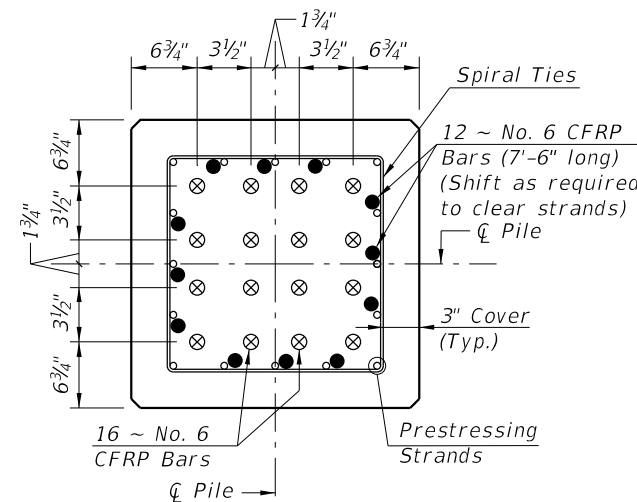 1¾"
6¾" 3½" 3½" 6¾"
Spiral Ties
12 ~ No. 6 CFRP
Bars (7'-6" long)
(Shift as required
to clear strands)
℄ Pile
6¾"
3½"
1¾"
3½"
6¾"
3" Cover
(Typ.)
16 ~ No. 6
CFRP Bars
Prestressing
Strands
℄ Pile